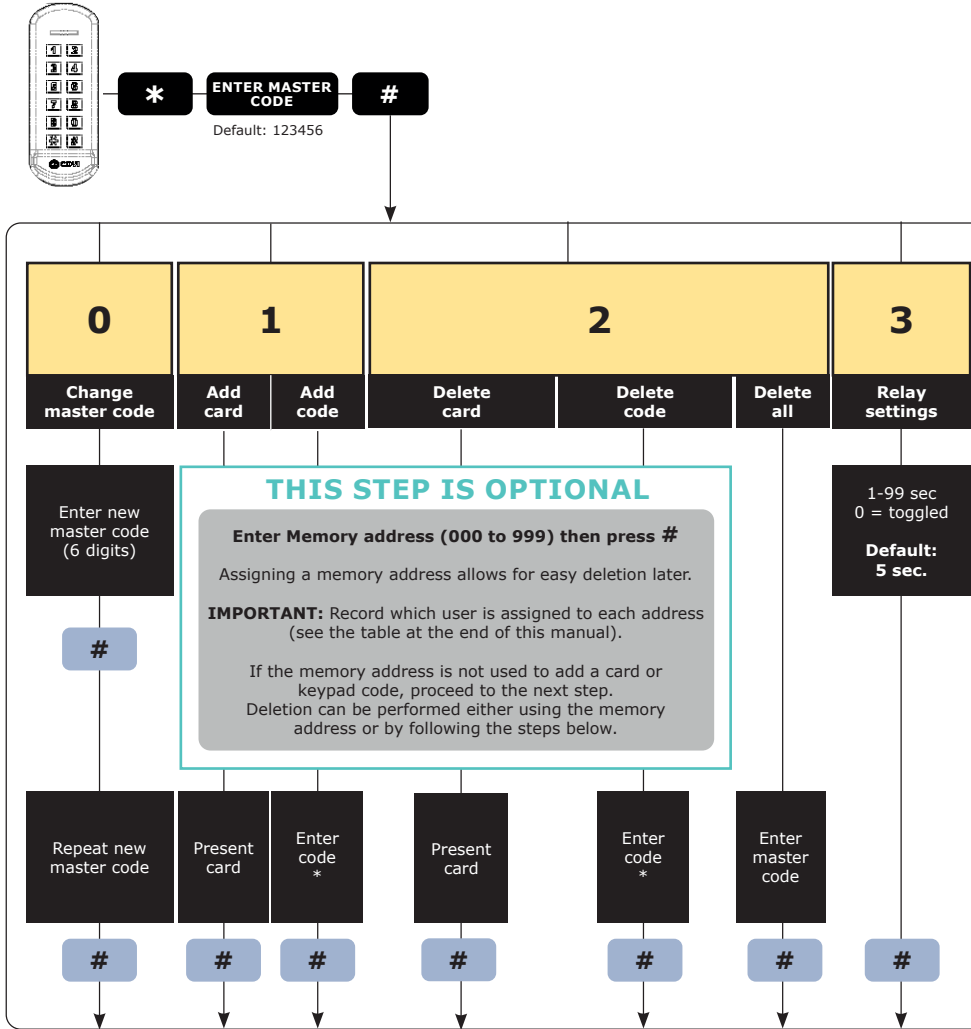 1 2
3 4
5 6
7 8
9 0
* #
CDVI
* ENTER MASTER CODE #
Default: 123456
0 1 2 3
Change master code
Add card
Add code
Delete card
Delete code
Delete all
Relay settings
Enter new
master code
(6 digits)
#
THIS STEP IS OPTIONAL
Enter Memory address (000 to 999) then press #
Assigning a memory address allows for easy deletion later.
IMPORTANT: Record which user is assigned to each address
(see the table at the end of this manual).
If the memory address is not used to add a card or
keypad code, proceed to the next step.
Deletion can be performed either using the memory
address or by following the steps below.
1-99 sec
0 = toggled
Default:
5 sec.
Repeat new
master code
Present
card
Enter
code
*
Present
card
Enter
code
*
Enter
master
code
# # # # # # #